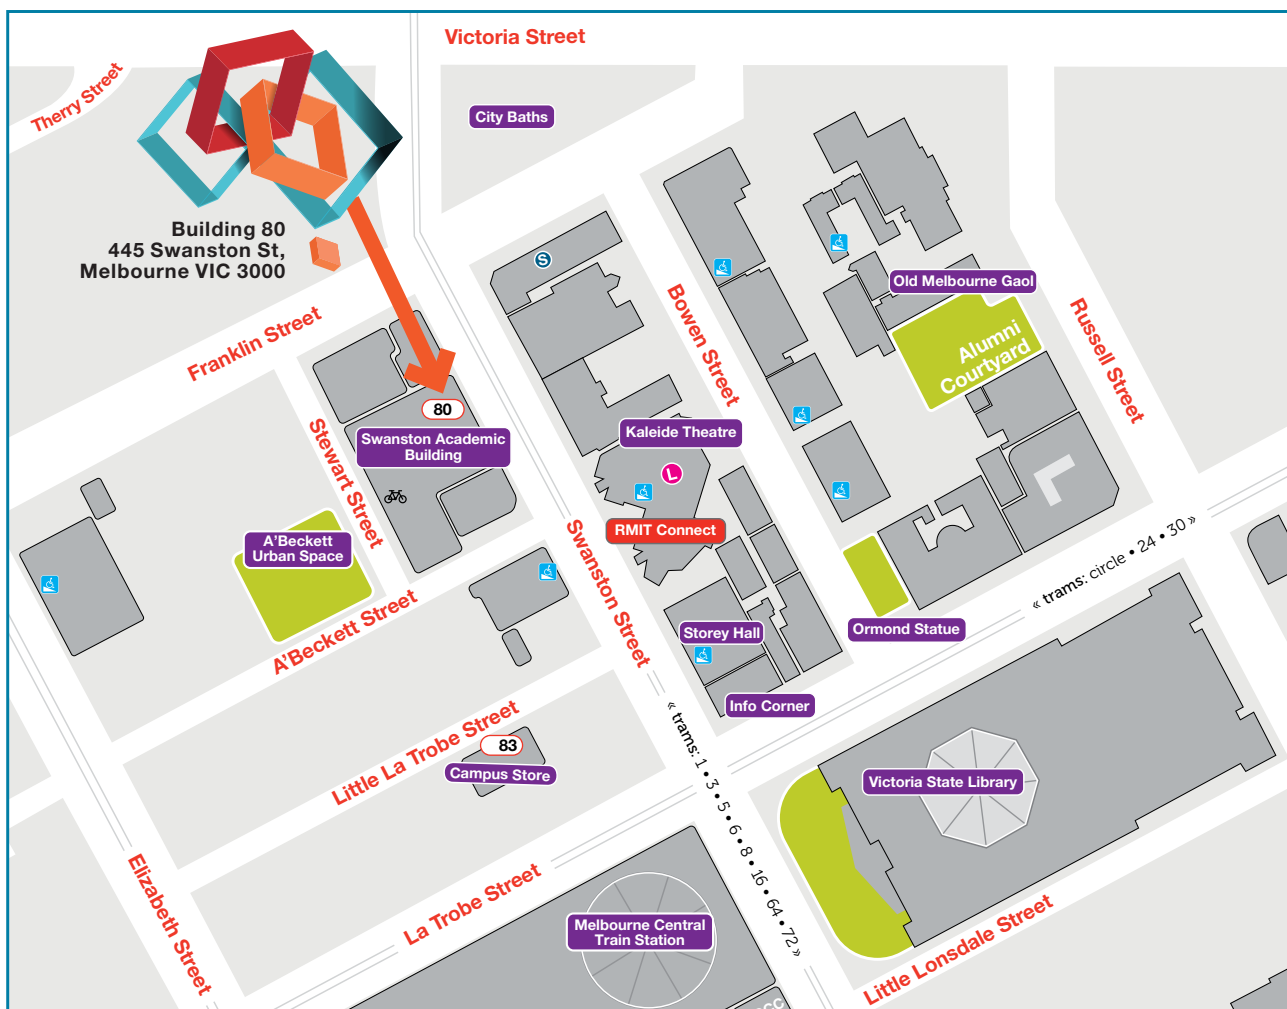 Victoria Street
Therry Street
City Baths
Building 80
445 Swanston St,
Melbourne VIC 3000
S
Old Melbourne Gaol
Franklin Street
Bowen Street
Russell Street
Alumni
Courtyard
80
Swanston Academic
Building
Kaleide Theatre
L
Stewart Street
RMIT Connect
A'Beckett
Urban Space
Swanston Street
« trams: circle • 24 • 30 »
A'Beckett Street
Storey Hall
Ormond Statue
Info Corner
Little La Trobe Street
83
Campus Store
« trams: 1 • 3 • 5 • 6 • 8 • 16 • 64 • 72 »
Victoria State Library
Elizabeth Street
La Trobe Street
Melbourne Central
Train Station
Little Lonsdale Street